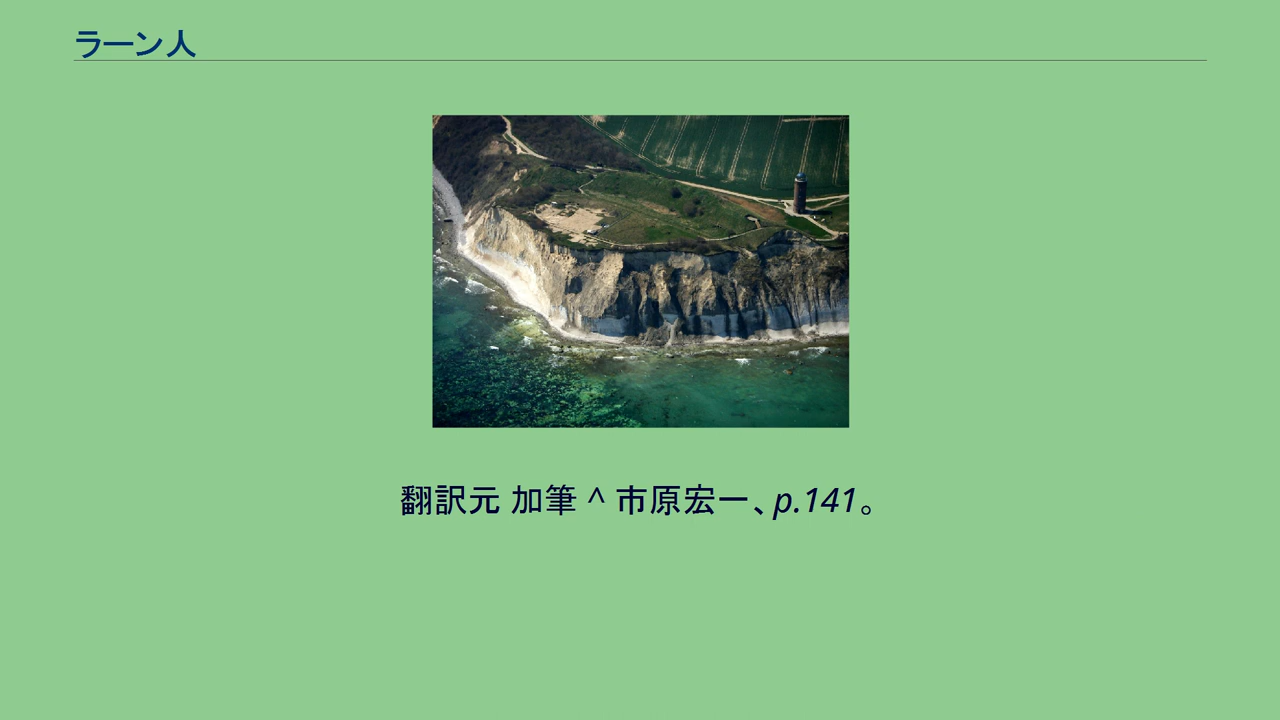 ラーン人
翻訳元 加筆 ^ 市原宏一、p.141。